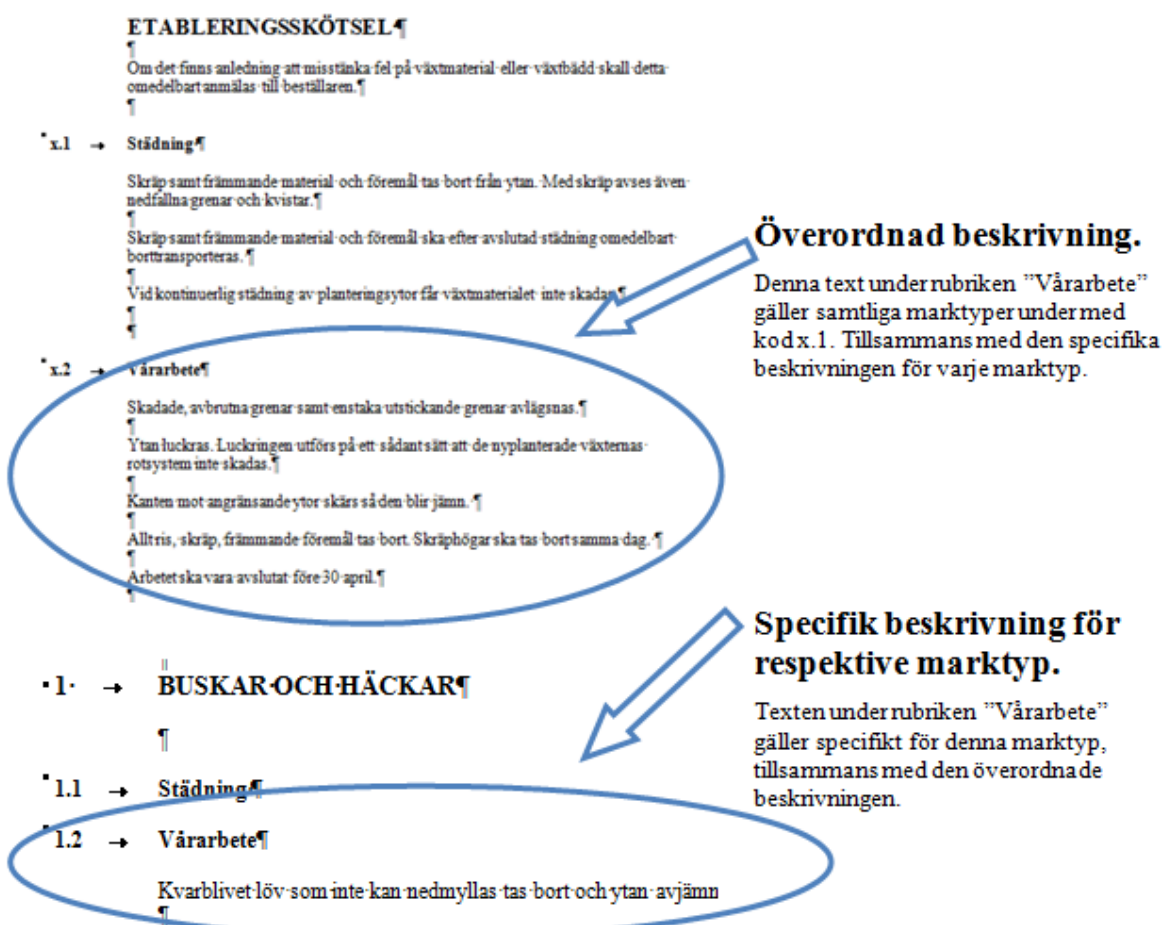 ETABLERINGSSKÖTSEL¶
¶
Om det finns anledning att misstänka fel på växtmaterial eller växtbädd skall detta
omedelbart anmälas till beställaren.¶
¶
x.1 → Städning¶
Skräp samt främmande material och föremål tas bort från ytan. Med skräp avses även
nedfallna grenar och kvistar.¶
¶
Skräp samt främmande material och föremål ska efter avslutad städning omedelbart
borttransporteras.¶
¶
Vid kontinuerlig städning av planteringsytor får växtmaterialet inte skadas.¶
¶
¶
x.2 → Vårarbete¶
Skadade, avbrutna grenar samt enstaka utstickande grenar avlägsnas.¶
¶
Ytan luckras. Luckringen utförs på ett sådant sätt att de nyplanterade växternas
rotsystem inte skadas.¶
¶
Kanten mot angränsande ytor skärs så den blir jämn.¶
¶
Allt ris, skräp, främmande föremål tas bort. Skräphögar ska tas bort samma dag.¶
¶
Arbetet ska vara avslutat före 30 april.¶
¶
Överordnad beskrivning.
Denna text under rubriken ”Vårarbete”
gäller samtliga marktyper under med
kod x.1. Tillsammans med den specifika
beskrivningen för varje marktyp.
1 → BUSKAR OCH HÄCKAR¶
¶
1.1 → Städning¶
1.2 → Vårarbete¶
Kvarblivet löv som inte kan nedmyllas tas bort och ytan avjämn
¶
Specifik beskrivning för
respektive marktyp.
Texten under rubriken ”Vårarbete”
gäller specifikt för denna marktyp,
tillsammans med den överordnade
beskrivningen.